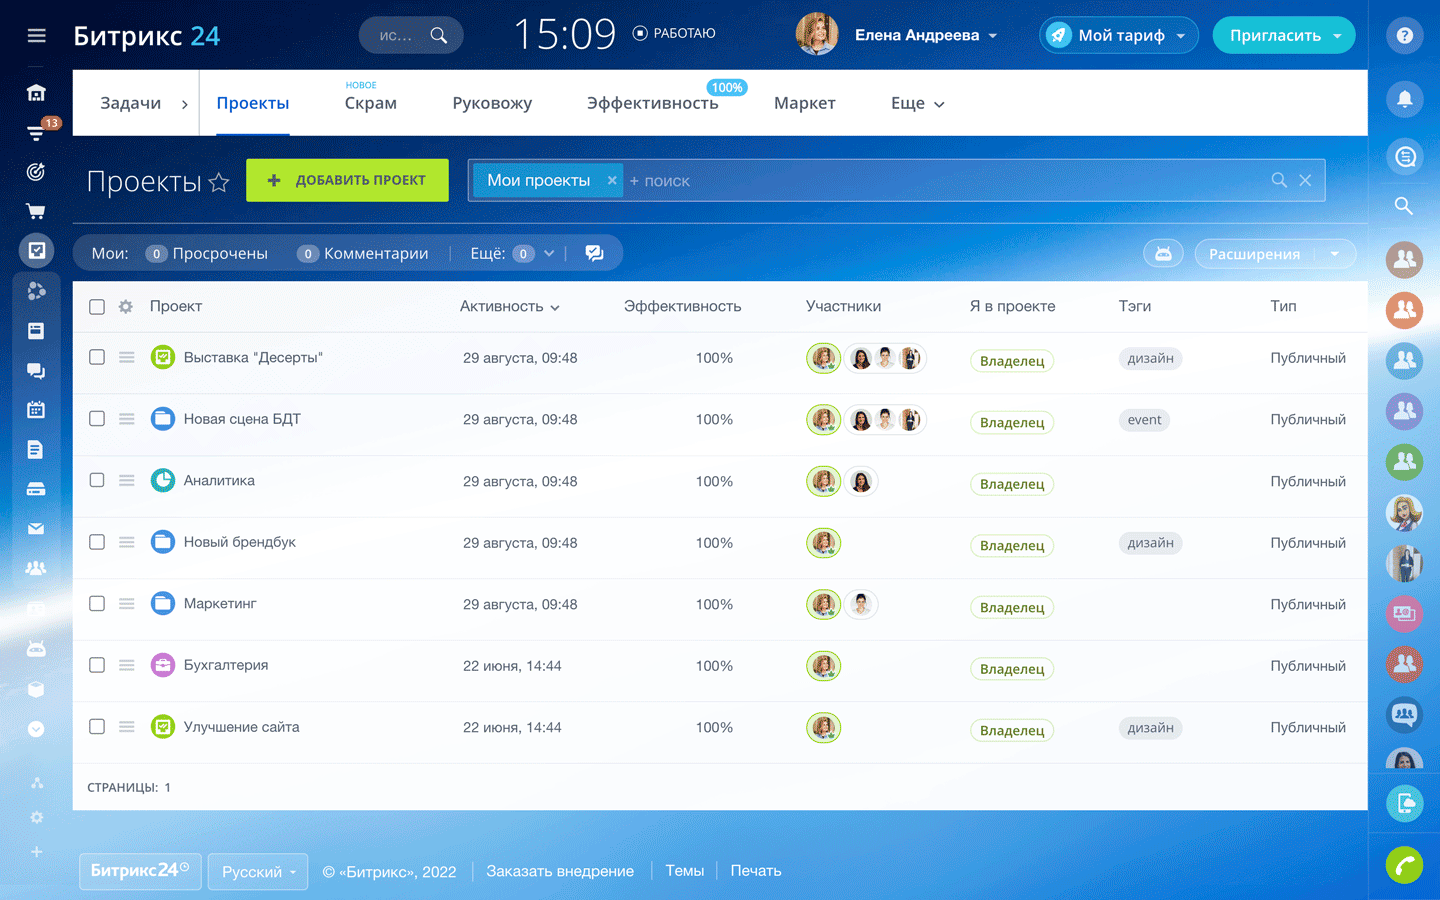 Битрикс 24
ис...
15:09
РАБОТАЮ
Елена Андреева
Мой тариф
Пригласить
?
13
Задачи
Проекты
НОВОЕ
Скрам
Руковожу
Эффективность
100%
Маркет
Еще
Проекты
+ ДОБАВИТЬ ПРОЕКТ
Мои проекты ×
+ поиск
Мои:
0 Просрочены
0 Комментарии
Ещё: 0
Расширения
Проект Активность Эффективность Участники Я в проекте Тэги Тип
Выставка "Десерты" 29 августа, 09:48 100% Владелец дизайн Публичный
Новая сцена БДТ 29 августа, 09:48 100% Владелец event Публичный
Аналитика 29 августа, 09:48 100% Владелец Публичный
Новый брендбук 29 августа, 09:48 100% Владелец дизайн Публичный
Маркетинг 29 августа, 09:48 100% Владелец Публичный
Бухгалтерия 22 июня, 14:44 100% Владелец Публичный
Улучшение сайта 22 июня, 14:44 100% Владелец дизайн Публичный
СТРАНИЦЫ: 1
Битрикс24
Русский
© «Битрикс», 2022
Заказать внедрение
Темы
Печать